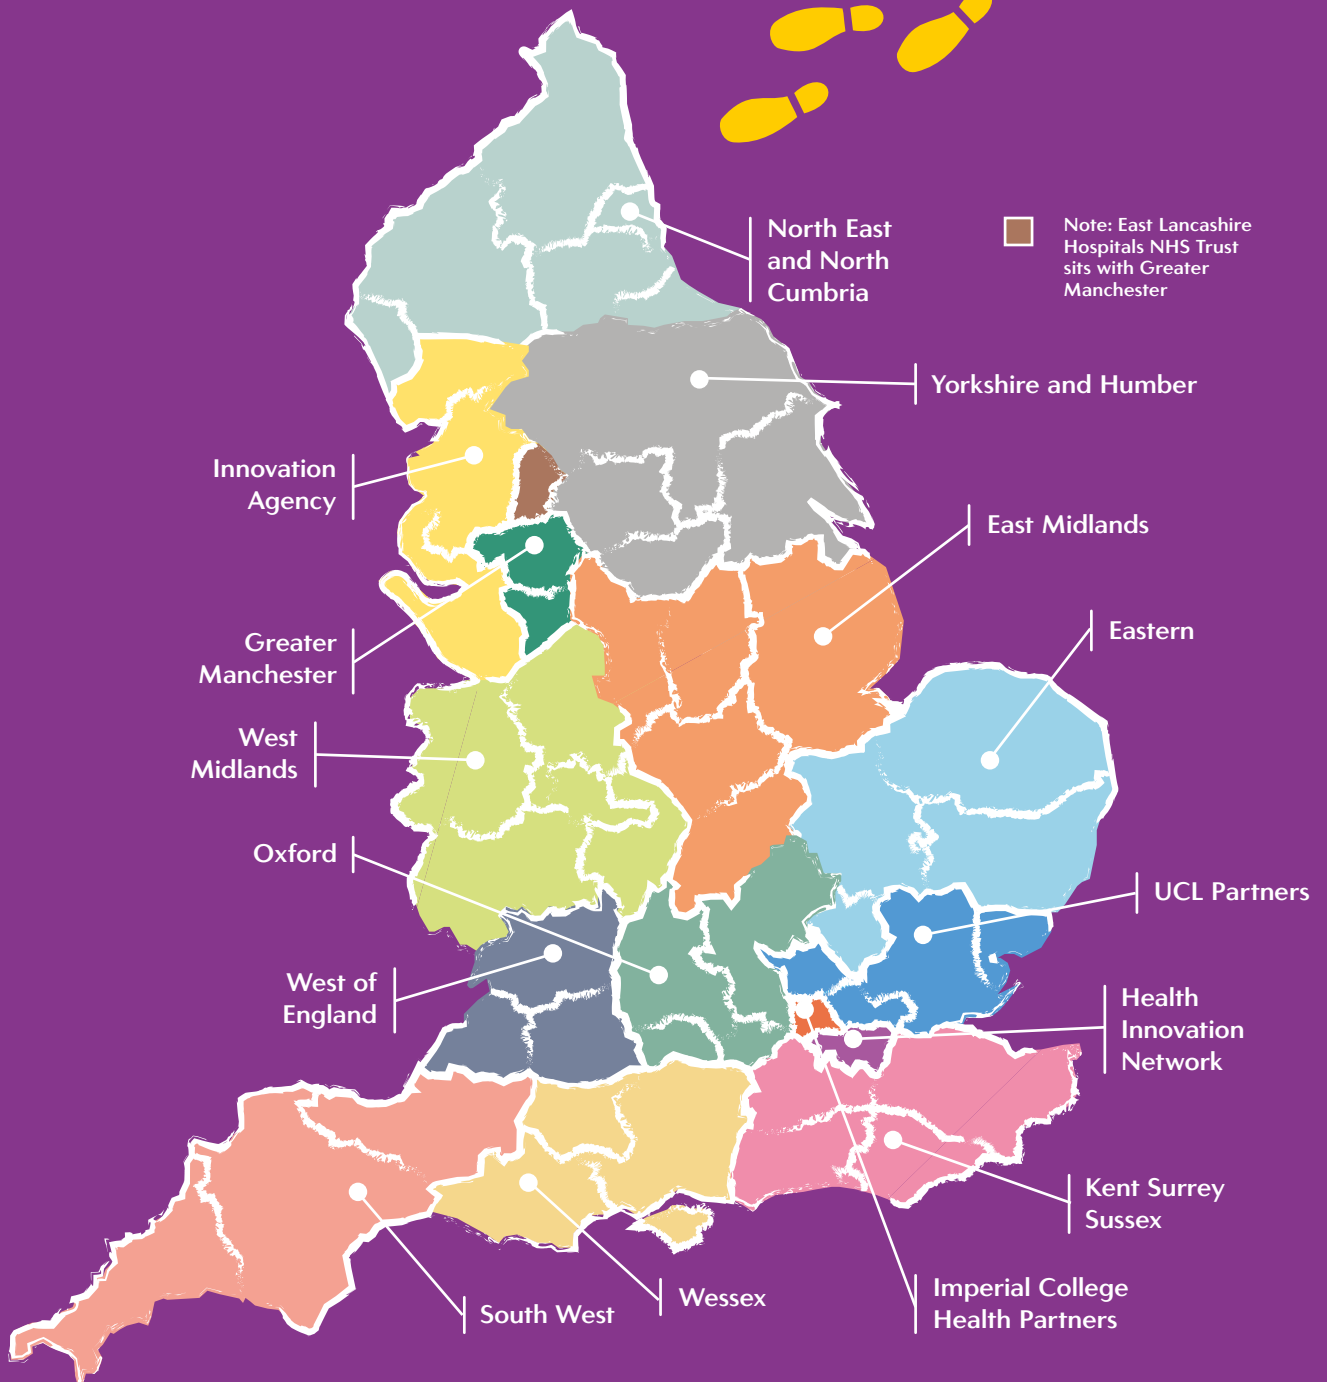 North East
and North
Cumbria
Note: East Lancashire
Hospitals NHS Trust
sits with Greater
Manchester
Yorkshire and Humber
Innovation
Agency
East Midlands
Eastern
Greater
Manchester
West
Midlands
Oxford
UCL Partners
West of
England
Health
Innovation
Network
Kent Surrey
Sussex
Imperial College
Health Partners
Wessex
South West